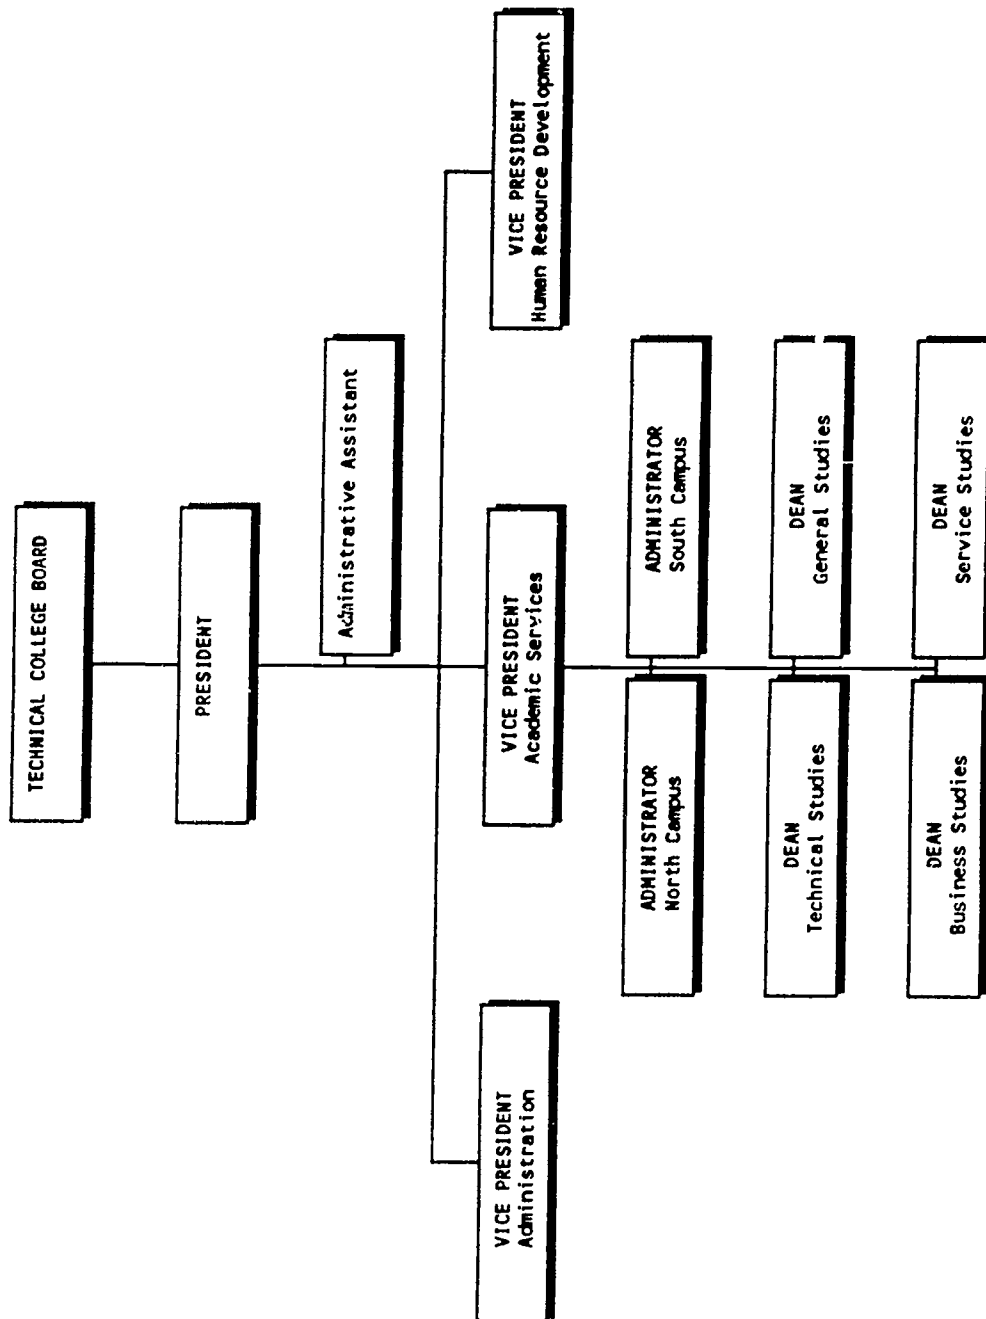 TECHNICAL COLLEGE BOARD
PRESIDENT
Administrative Assistant
VICE PRESIDENT
Administration
VICE PRESIDENT
Academic Services
VICE PRESIDENT
Human Resource Development
ADMINISTRATOR
North Campus
ADMINISTRATOR
South Campus
DEAN
Technical Studies
DEAN
General Studies
DEAN
Business Studies
DEAN
Service Studies